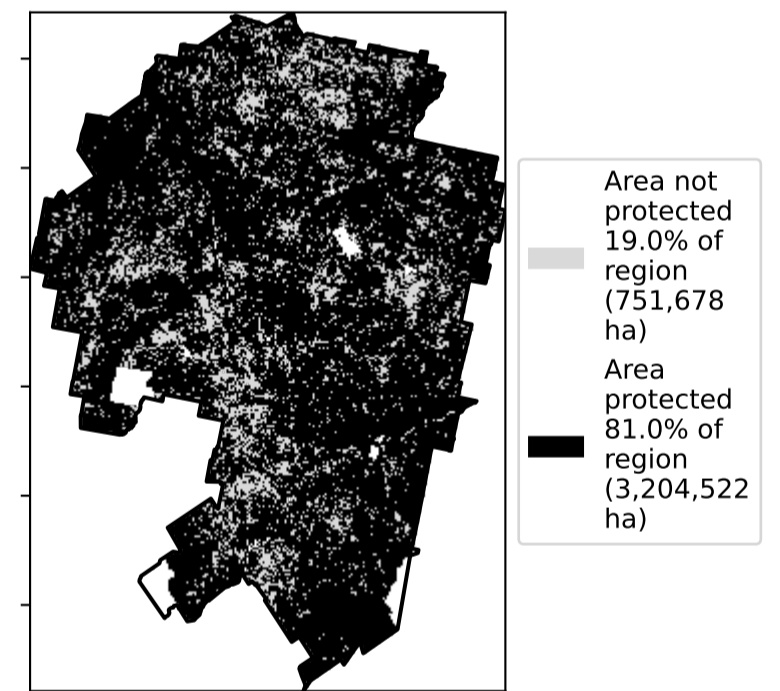 Area not
protected
19.0% of
region
(751,678
ha)
Area
protected
81.0% of
region
(3,204,522
ha)